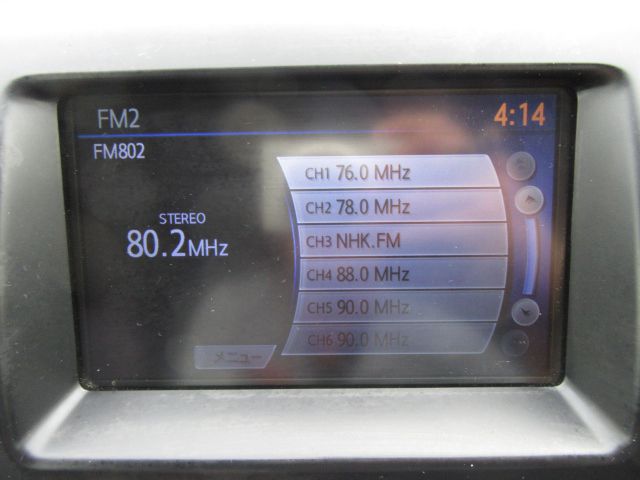 FM2
4:14
FM802
STEREO
80.2MHz
CH1 76.0 MHz
CH2 78.0 MHz
CH3 NHK.FM
CH4 88.0 MHz
CH5 90.0 MHz
CH6 90.0 MHz
メニュー